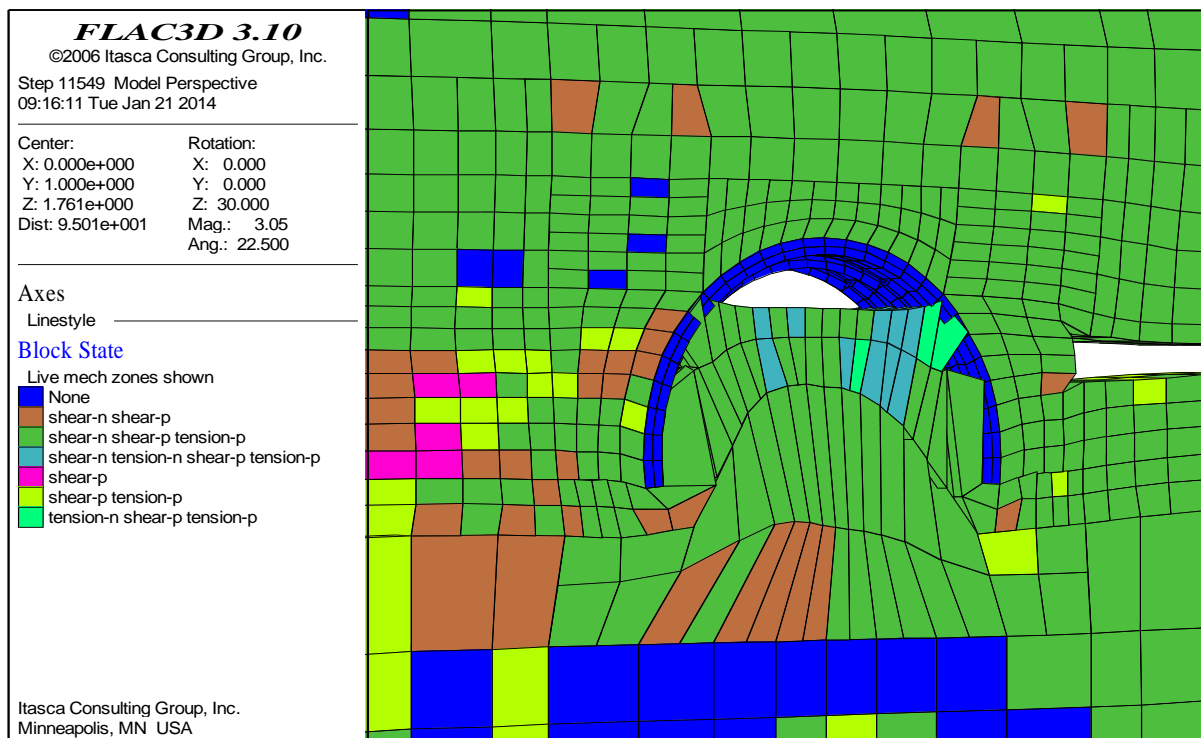 FLAC3D 3.10
©2006 Itasca Consulting Group, Inc.
Step 11549 Model Perspective
09:16:11 Tue Jan 21 2014
Center:
X: 0.000e+000
Y: 1.000e+000
Z: 1.761e+000
Dist: 9.501e+001
Rotation:
X: 0.000
Y: 0.000
Z: 30.000
Mag.: 3.05
Ang.: 22.500
Axes
Linestyle
Block State
Live mech zones shown
None
shear-n shear-p
shear-n shear-p tension-p
shear-n tension-n shear-p tension-p
shear-p
shear-p tension-p
tension-n shear-p tension-p
Itasca Consulting Group, Inc.
Minneapolis, MN USA